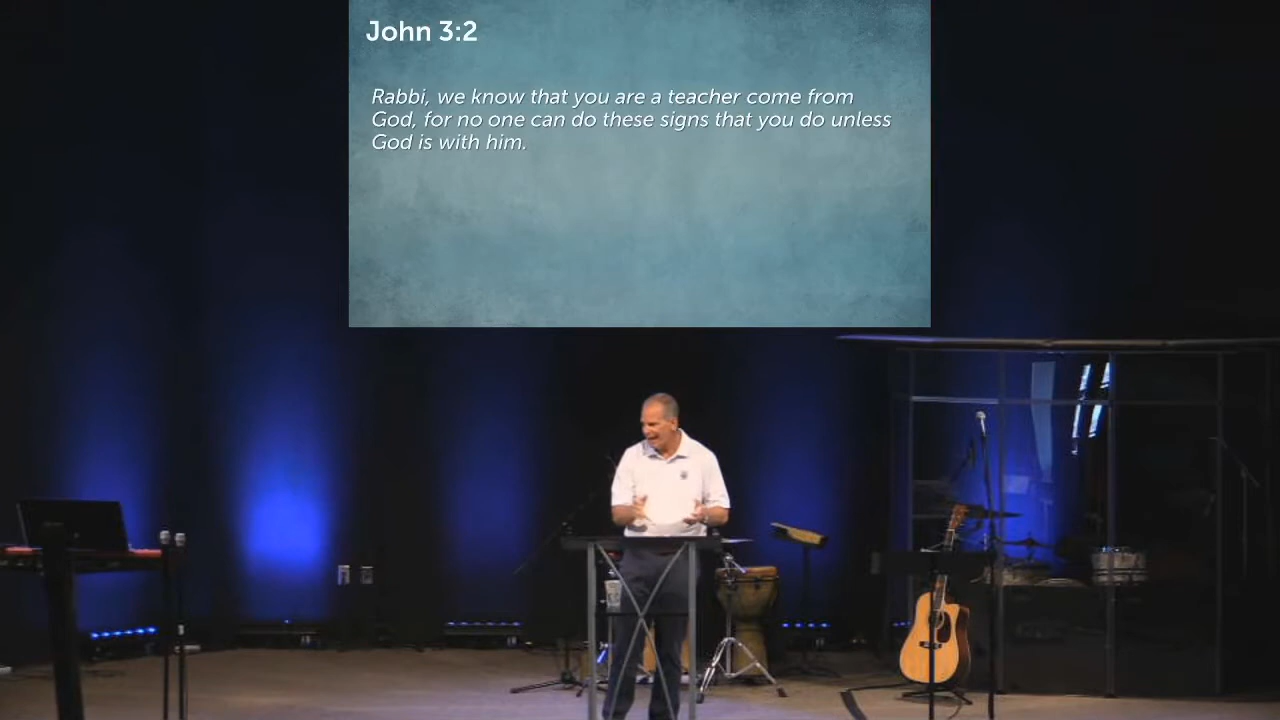 John 3:2
Rabbi, we know that you are a teacher come from
God, for no one can do these signs that you do unless
God is with him.